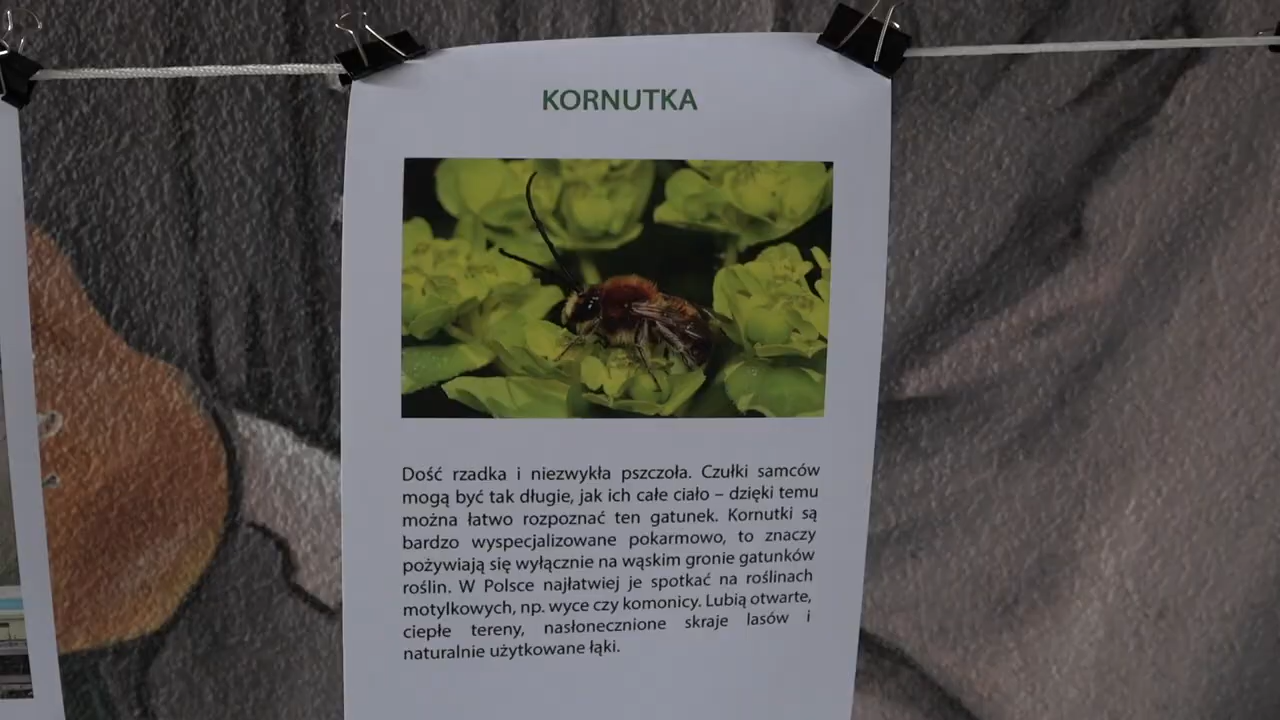 KORNUTKA
Dość rzadka i niezwykła pszczoła. Czułki samców
mogą być tak długie, jak ich całe ciało – dzięki temu
można łatwo rozpoznać ten gatunek. Kornutki są
bardzo wyspecjalizowane pokarmowo, to znaczy
pożywiają się wyłącznie na wąskim gronie gatunków
roślin. W Polsce najłatwiej je spotkać na roślinach
motylkowych, np. wyce czy komonicy. Lubią otwarte,
ciepłe tereny, nasłonecznione skraje lasów i
naturalnie użytkowane łąki.